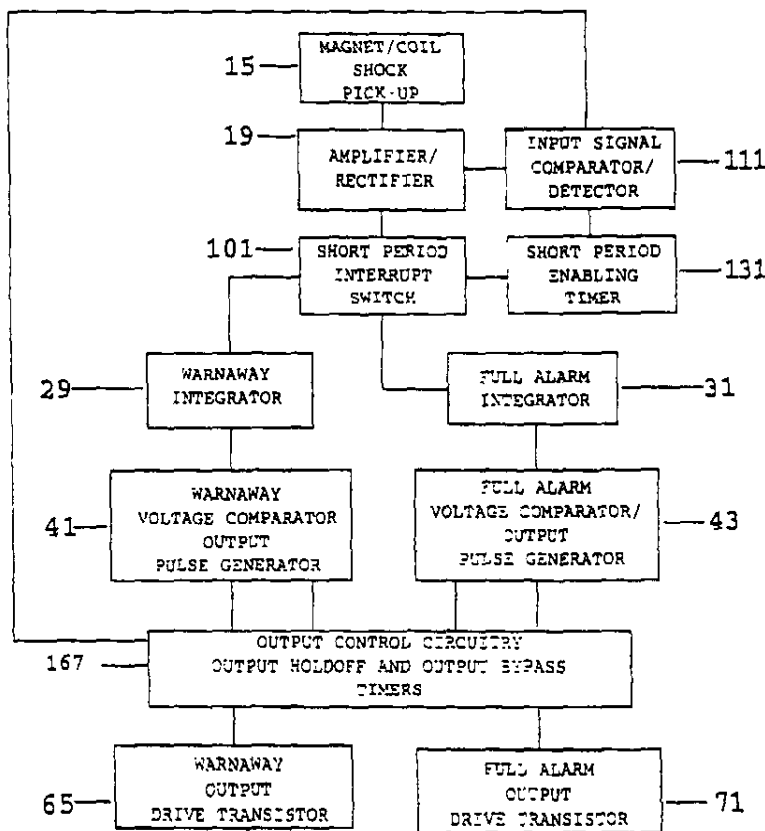 15
MAGNET/COIL
SHOCK
PICK-UP
19
AMPLIFIER/
RECTIFIER
INPUT SIGNAL
COMPARATOR/
DETECTOR
111
101
SHORT PERIOD
INTERRUPT
SWITCH
SHORT PERIOD
ENABLING
TIMER
131
29
WARNAWAY
INTEGRATOR
FULL ALARM
INTEGRATOR
31
41
WARNAWAY
VOLTAGE COMPARATOR
OUTPUT
PULSE GENERATOR
FULL ALARM
VOLTAGE COMPARATOR/
OUTPUT
PULSE GENERATOR
43
167
OUTPUT CONTROL CIRCUITRY
OUTPUT HOLDOFF AND OUTPUT BYPASS
TIMERS
65
WARNAWAY
OUTPUT
DRIVE TRANSISTOR
FULL ALARM
OUTPUT
DRIVE TRANSISTOR
71